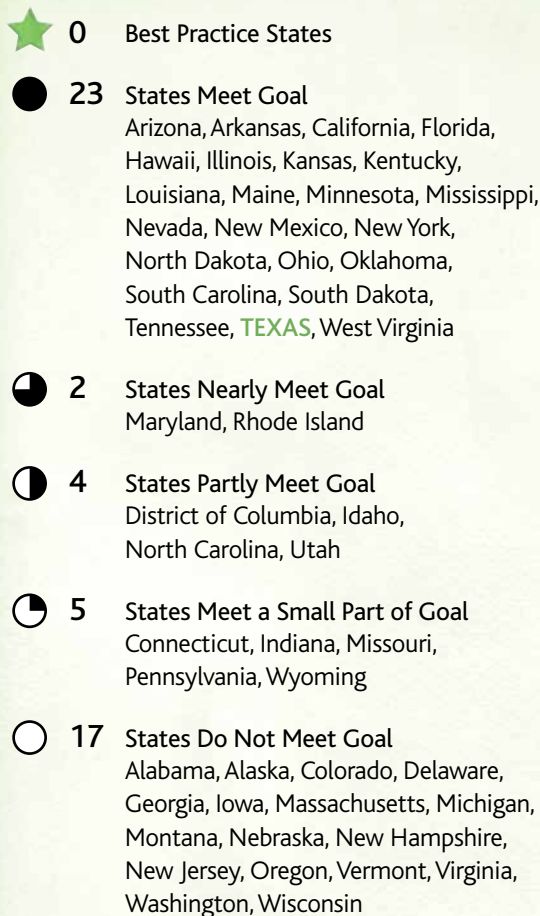 0 Best Practice States
23 States Meet Goal
Arizona, Arkansas, California, Florida,
Hawaii, Illinois, Kansas, Kentucky,
Louisiana, Maine, Minnesota, Mississippi,
Nevada, New Mexico, New York,
North Dakota, Ohio, Oklahoma,
South Carolina, South Dakota,
Tennessee, TEXAS, West Virginia
2 States Nearly Meet Goal
Maryland, Rhode Island
4 States Partly Meet Goal
District of Columbia, Idaho,
North Carolina, Utah
5 States Meet a Small Part of Goal
Connecticut, Indiana, Missouri,
Pennsylvania, Wyoming
17 States Do Not Meet Goal
Alabama, Alaska, Colorado, Delaware,
Georgia, Iowa, Massachusetts, Michigan,
Montana, Nebraska, New Hampshire,
New Jersey, Oregon, Vermont, Virginia,
Washington, Wisconsin